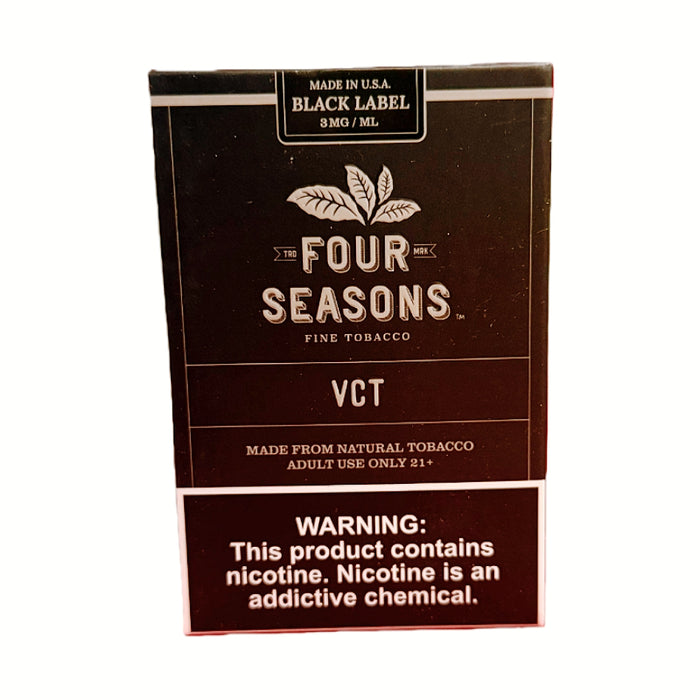 MADE IN U.S.A.
BLACK LABEL
3MG / ML
TRD FOUR MRK
SEASONS TM
FINE TOBACCO
VCT
MADE FROM NATURAL TOBACCO
ADULT USE ONLY 21+
WARNING:
This product contains
nicotine. Nicotine is an
addictive chemical.